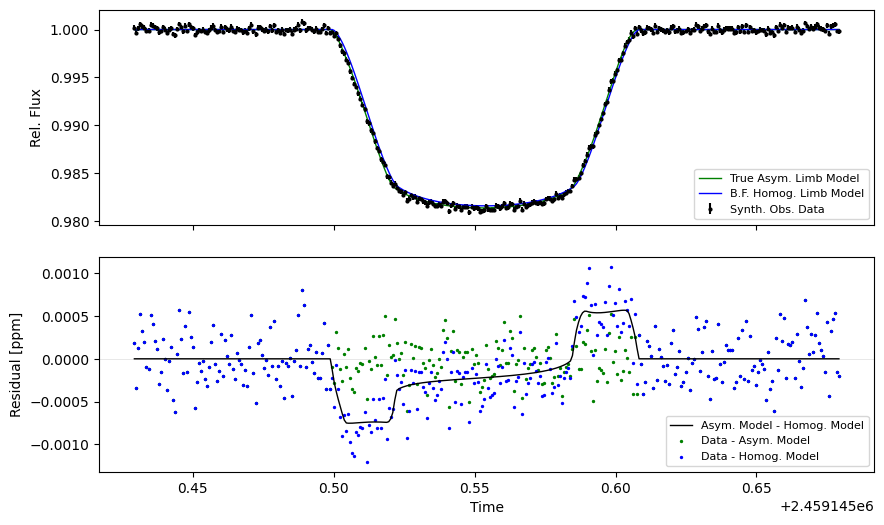 1.000
0.995
0.990
0.985
0.980
Rel. Flux
True Asym. Limb Model
B.F. Homog. Limb Model
Synth. Obs. Data
0.0010
0.0005
0.0000
−0.0005
−0.0010
Residual [ppm]
Asym. Model - Homog. Model
Data - Asym. Model
Data - Homog. Model
0.45 0.50 0.55 0.60 0.65
Time
+2.459145e6